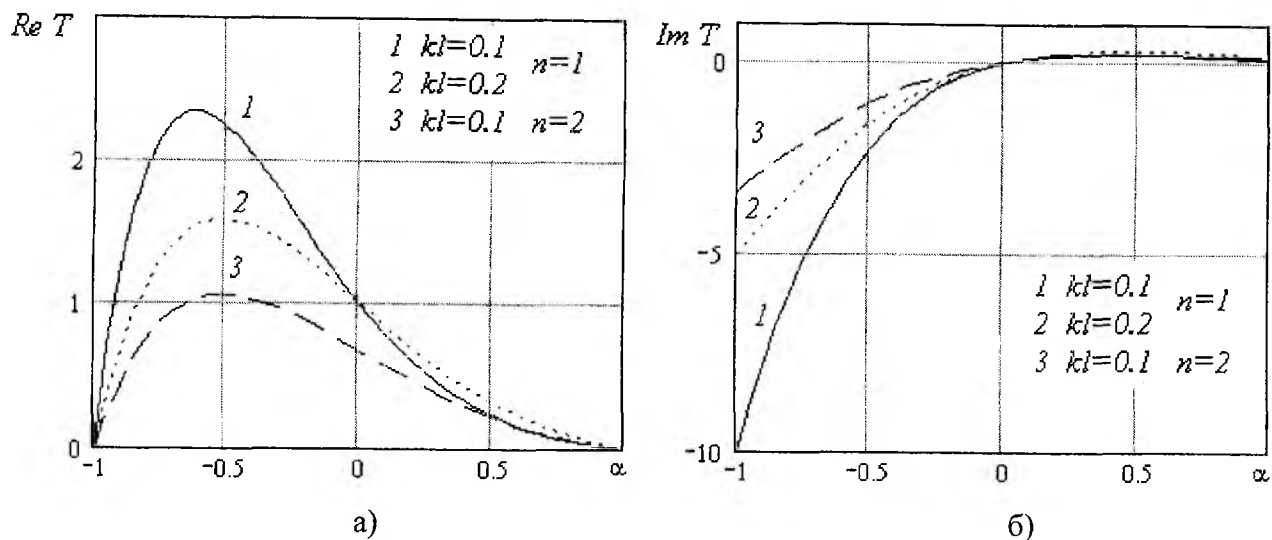 Re T
1 kl=0.1
n=1
2 kl=0.2
3 kl=0.1 n=2
2
1
0
1
2
3
-1
-0.5
0
0.5
α
а)
Im T
0
-5
-10
3
2
1
1 kl=0.1
n=1
2 kl=0.2
3 kl=0.1 n=2
-1
-0.5
0
0.5
α
б)